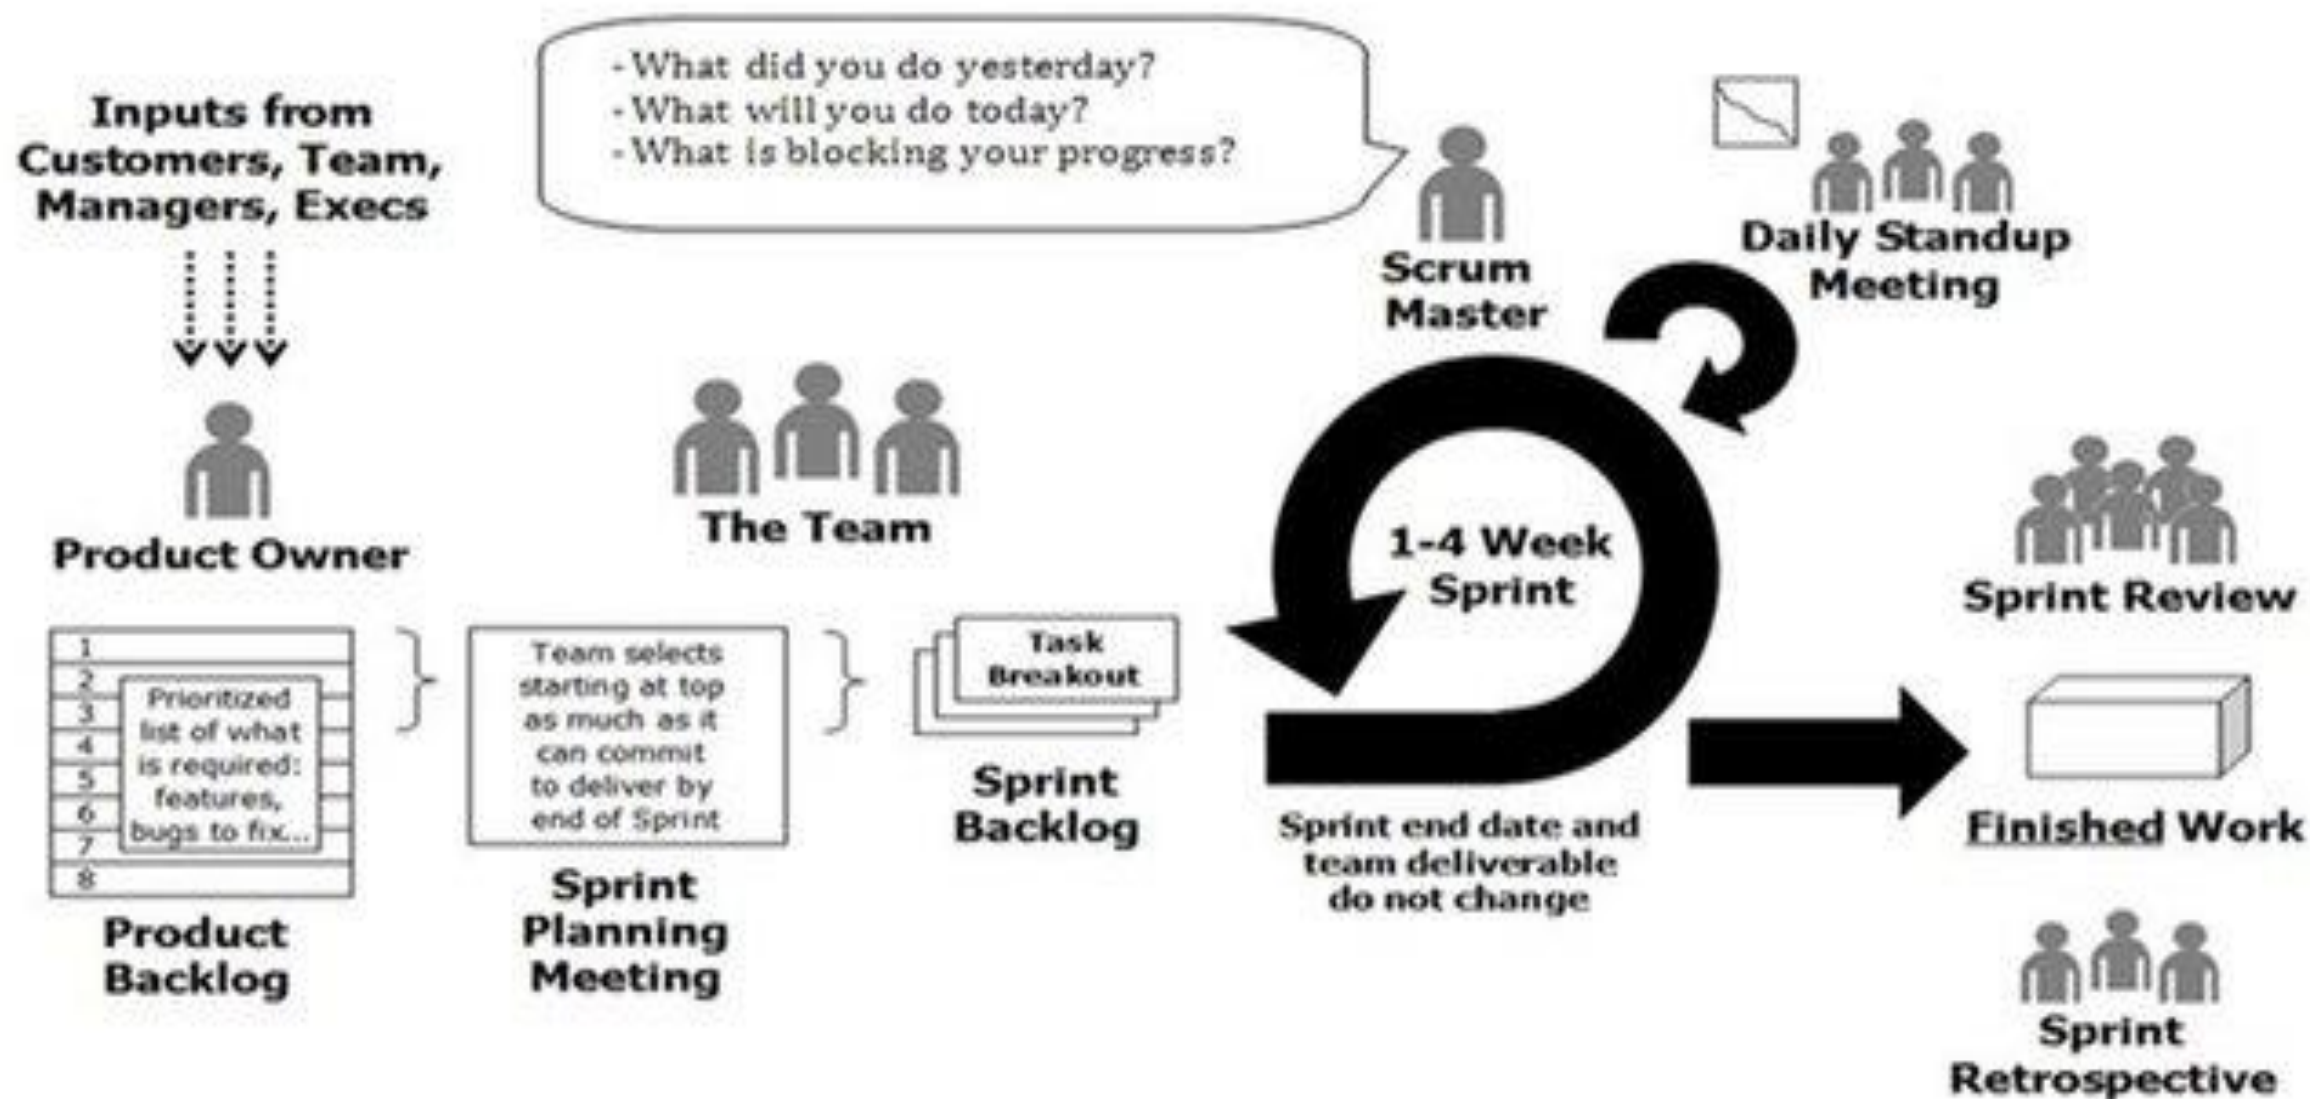 Inputs from
Customers, Team,
Managers, Execs
- What did you do yesterday?
- What will you do today?
- What is blocking your progress?
Scrum
Master
Daily Standup
Meeting
Product Owner
The Team
1-4 Week
Sprint
Sprint Review
1
2
3
4
5
6
7
8
Prioritized
list of what
is required:
features,
bugs to fix...
Product
Backlog
Team selects
starting at top
as much as it
can commit
to deliver by
end of Sprint
Sprint
Planning
Meeting
Task
Breakout
Sprint
Backlog
Sprint end date and
team deliverable
do not change
Finished Work
Sprint
Retrospective